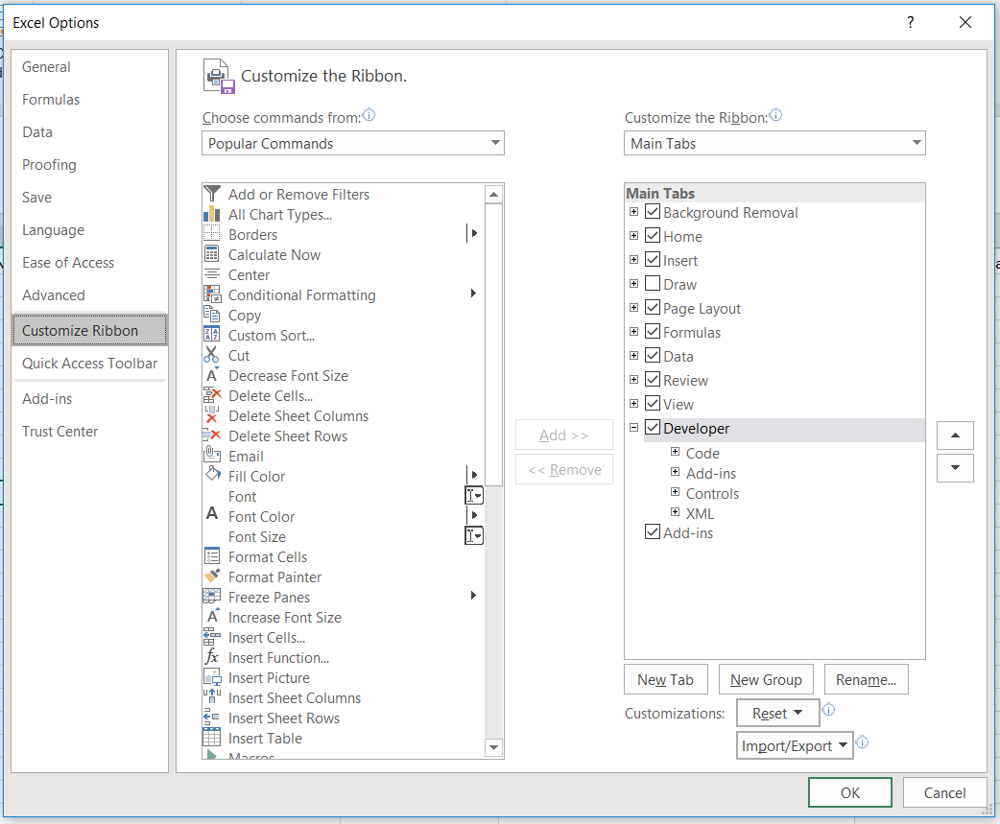 Excel Options
?
General
Formulas
Data
Proofing
Save
Language
Ease of Access
Advanced
Customize Ribbon
Quick Access Toolbar
Add-ins
Trust Center
Customize the Ribbon.
Choose commands from:
Popular Commands
Add or Remove Filters
All Chart Types...
Borders
Calculate Now
Center
Conditional Formatting
Copy
Custom Sort...
Cut
Decrease Font Size
Delete Cells...
Delete Sheet Columns
Delete Sheet Rows
Email
Fill Color
Font
Font Color
Font Size
Format Cells
Format Painter
Freeze Panes
Increase Font Size
Insert Cells...
Insert Function...
Insert Picture
Insert Sheet Columns
Insert Sheet Rows
Insert Table
Macros
Add >>
<< Remove
Customize the Ribbon:
Main Tabs
Main Tabs
Background Removal
Home
Insert
Draw
Page Layout
Formulas
Data
Review
View
Developer
Code
Add-ins
Controls
XML
Add-ins
New Tab
New Group
Rename...
Customizations:
Reset
Import/Export
OK
Cancel